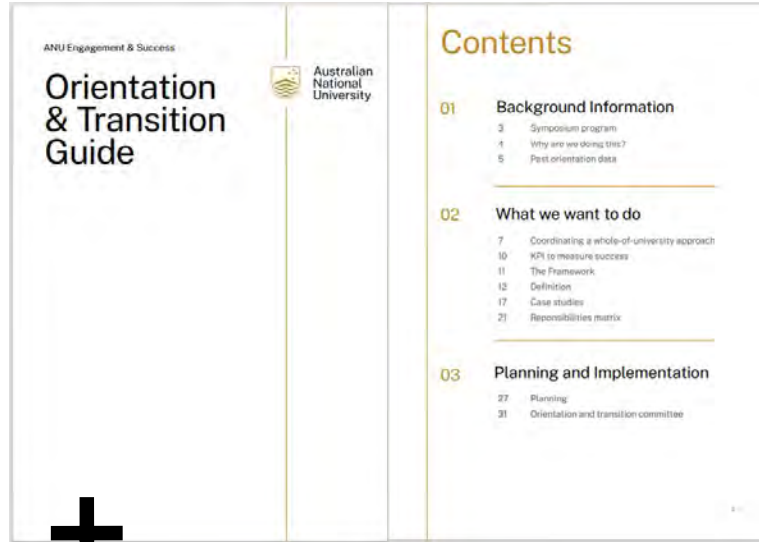 ANU Engagement & Success
Orientation
& Transition
Guide
Australian
National
University
Contents
01 Background Information
3 Symposium program
4 Why are we doing this?
5 Post orientation data
02 What we want to do
7 Coordinating a whole-of-university approach
10 KPI to measure success
11 The Framework
12 Definition
17 Case studies
21 Reponsibilities matrix
03 Planning and Implementation
27 Planning
31 Orientation and transition committee